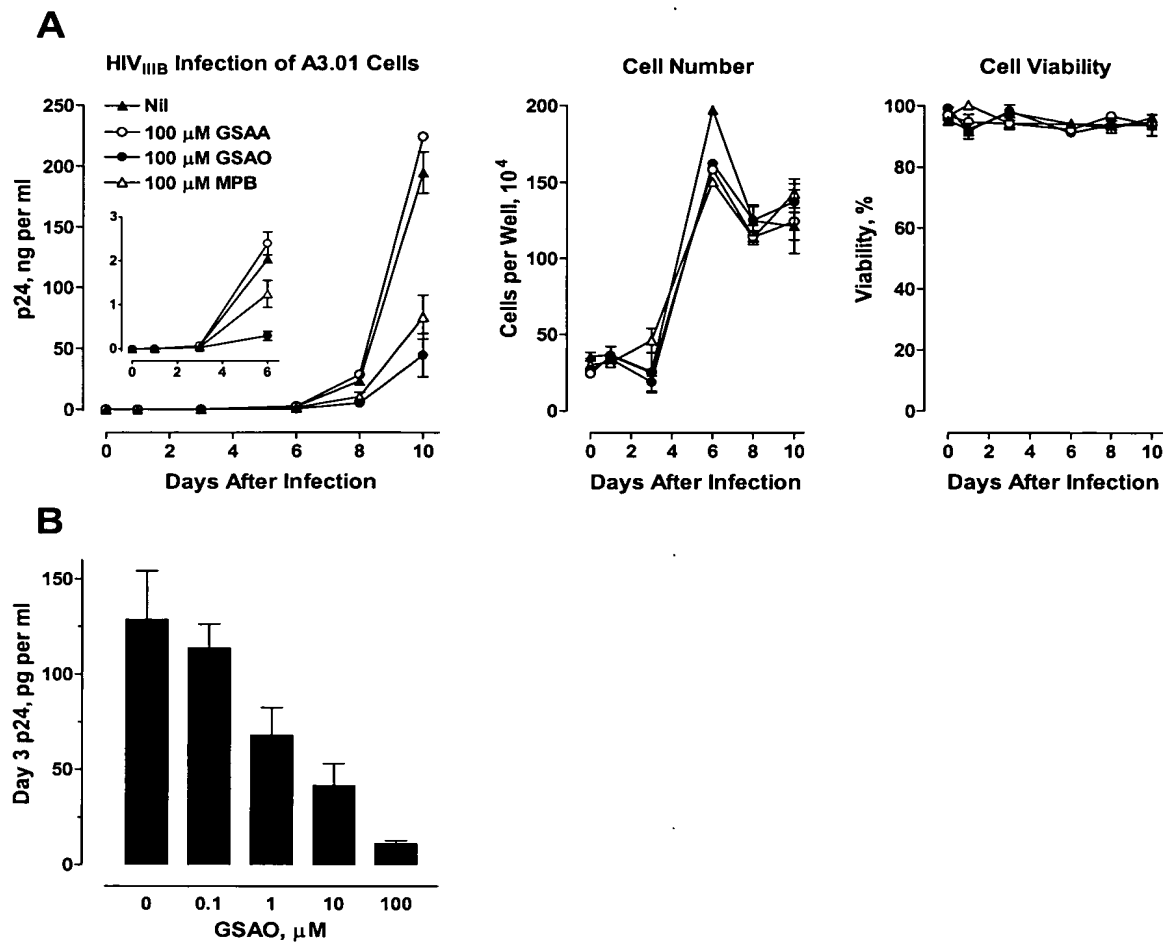 A
HIV_IIIB Infection of A3.01 Cells
Nil
100 μM GSAA
100 μM GSAO
100 μM MPB
p24, ng per ml
250
200
150
100
50
0
3
2
1
0
0 2 4 6
0 2 4 6 8 10
Days After Infection
Cell Number
Cells per Well, 10^4
200
150
100
50
0
0 2 4 6 8 10
Days After Infection
Cell Viability
Viability, %
100
80
60
40
20
0
0 2 4 6 8 10
Days After Infection
B
Day 3 p24, pg per ml
150
100
50
0
0 0.1 1 10 100
GSAO, μM